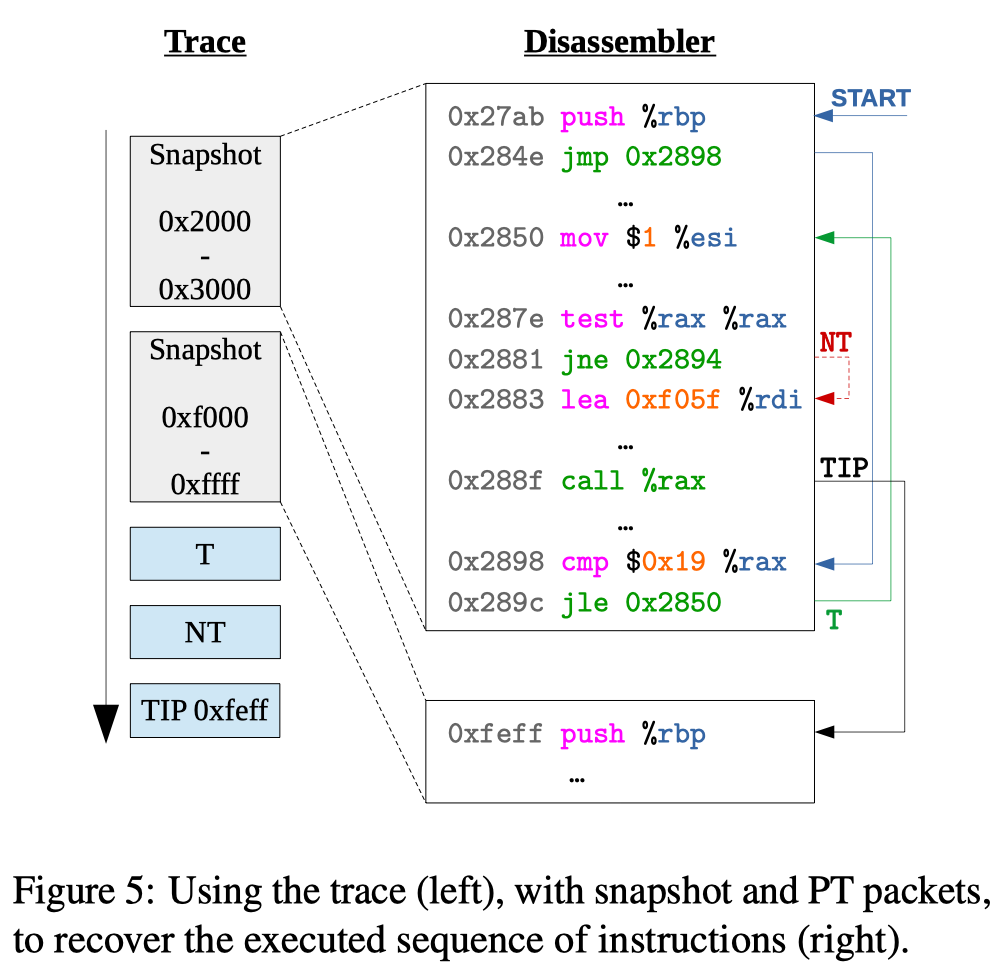 Trace
Disassembler
Snapshot
0x2000
-
0x3000
Snapshot
0xf000
-
0xffff
T
NT
TIP 0xfeff
START
0x27ab push %rbp
0x284e jmp 0x2898
…
0x2850 mov $1 %esi
…
0x287e test %rax %rax
NT
0x2881 jne 0x2894
0x2883 lea 0xf05f %rdi
…
TIP
0x288f call %rax
…
0x2898 cmp $0x19 %rax
0x289c jle 0x2850
T
0xfeff push %rbp
…
Figure 5: Using the trace (left), with snapshot and PT packets,
to recover the executed sequence of instructions (right).